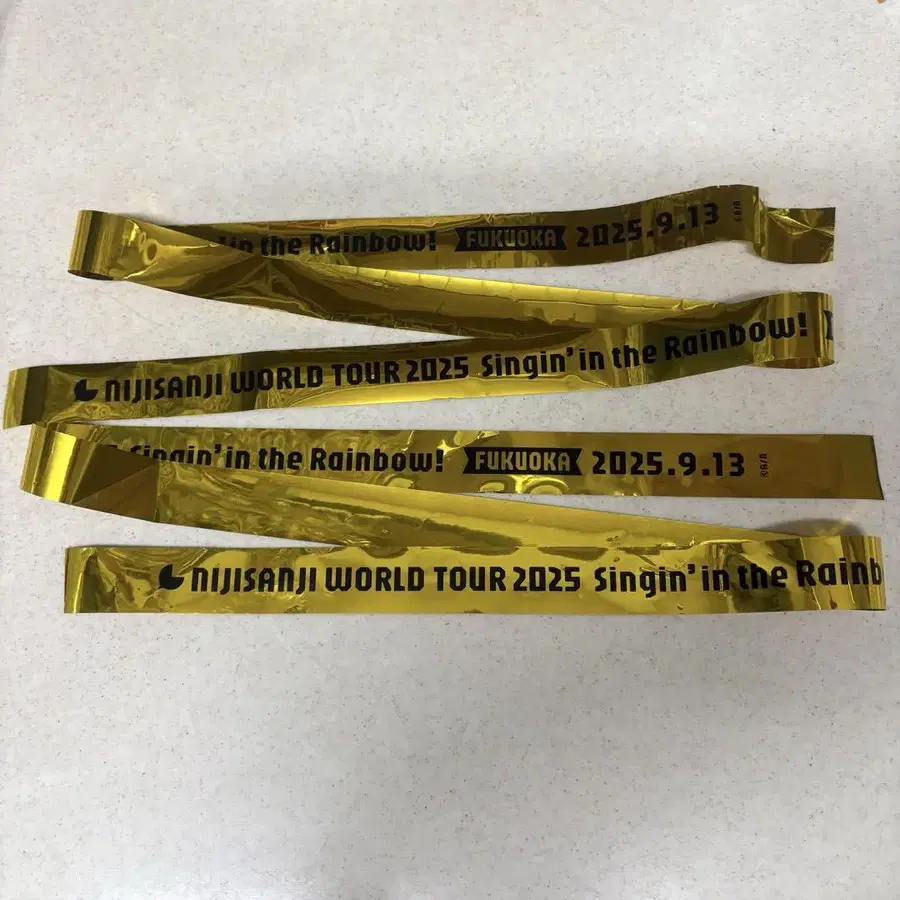 in the Rainbow! FUKUOKA 2025.9.13
NIJISANJI WORLD TOUR 2025 Singin' in the Rainbow!
Singin' in the Rainbow! FUKUOKA 2025.9.13
NIJISANJI WORLD TOUR 2025 Singin' in the Rainb